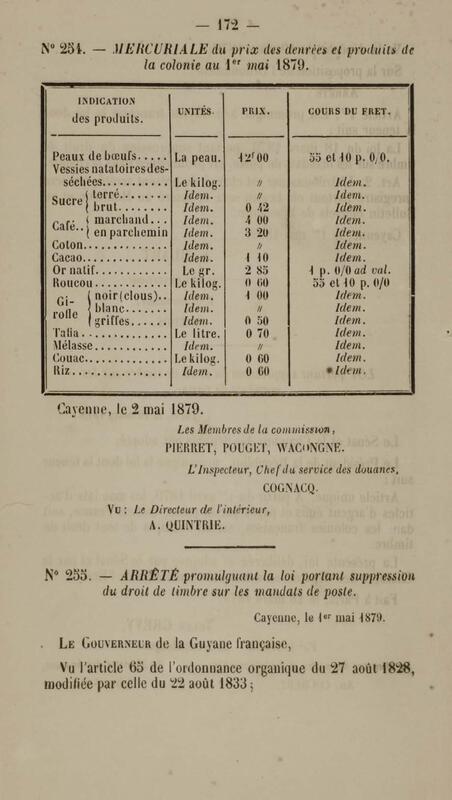 — 172 —
N° 254. — MERCURIALE du prix des denrées et produits de
la colonie au 1er mai 1879.
INDICATION des produits. UNITÉS. PRIX. COURS DU FRET.
Peaux de bœufs..... La peau. 12f 00 55 et 10 p. 0/0.
Vessies natatoires des-
séchées........... Le kilog. // Idem.
Sucre { terré......... Idem. // Idem.
brut......... Idem. 0 42 Idem.
Café.. { marchand... Idem. 4 00 Idem.
en parchemin Idem. 3 20 Idem.
Coton............... Idem. // Idem.
Cacao............... Idem. 1 10 Idem.
Or natif............. Le gr. 2 85 1 p. 0/0 ad val.
Roucou............. Le kilog. 0 60 55 et 10 p. 0/0
Gi-rofle { noir (clous).. Idem. 1 00 Idem.
blanc......... Idem. // Idem.
griffes...... Idem. 0 50 Idem.
Tafia............... Le litre. 0 70 Idem.
Mélasse............. Idem. // Idem.
Couac.............. Le kilog. 0 60 Idem.
Riz................. Idem. 0 60 Idem.
Cayenne, le 2 mai 1879.
Les Membres de la commission,
PIERRET, POUGET, WACONGNE.
L'Inspecteur, Chef du service des douanes,
COGNACQ.
VU : Le Directeur de l'intérieur,
A. QUINTRIE.
N° 255. — ARRÊTÉ promulguant la loi portant suppression
du droit de timbre sur les mandats de poste.
Cayenne, le 1er mai 1879.
LE GOUVERNEUR de la Guyane française,
Vu l'article 65 de l'ordonnance organique du 27 août 1828,
modifiée par celle du 22 août 1833 ;